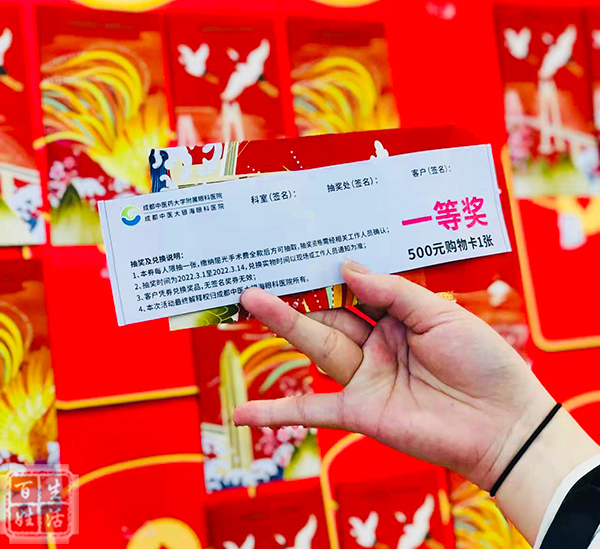 成都中医药大学附属眼科医院
成都中医大银海眼科医院
科室(签名):
抽奖处(签名):
客户(签名):
抽奖及兑换说明:
1、本券每人限抽一张,缴纳屈光手术费全款后方可抽取,抽奖资格需经相关工作人员确认;
2、抽奖时效为2022.3.1至2022.3.14,兑换实物时间以现场或工作人员通知为准;
3、客户凭券兑换奖品,无签名奖券无效;
4、本次活动最终解释权归成都中医大银海眼科医院所有。
一等奖
500元购物卡1张
百姓生活